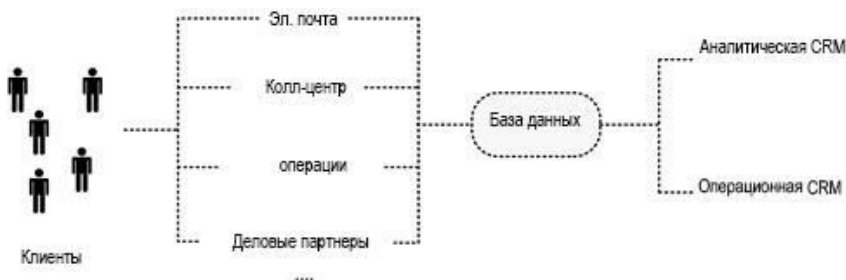 Эл. почта
Аналитическая CRM
Колл-центр
База данных
операции
Операционная CRM
Деловые партнеры
Клиенты
....